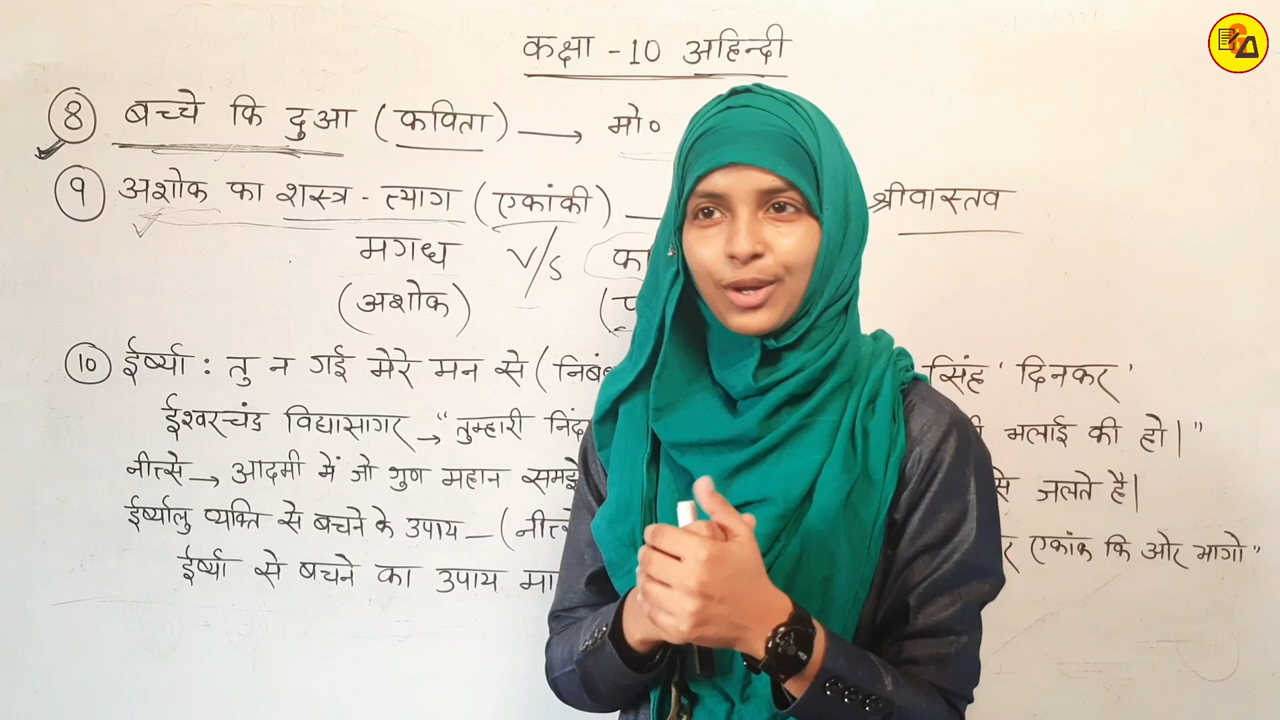 कक्षा - 10 अहिन्दी
8 बच्चे कि दुआ (कविता) → मो०
9 अशोक का शस्त्र - त्याग (एकांकी) — श्रीवास्तव
मगध V/S
(अशोक)
10 ईर्ष्या : तु न गई मेरे मन से ( सिंह ' दिनकर '
ईश्वरचंड विद्यासागर → " तुम्हारी भलाई की हो।"
नीत्से → आदमी में जो गुण महान जलते है।
ईर्ष्यालु व्यक्ति से बचने के उपाय — ( एकांक कि ओर भागो"
ईर्ष्या से बचने का उपाय